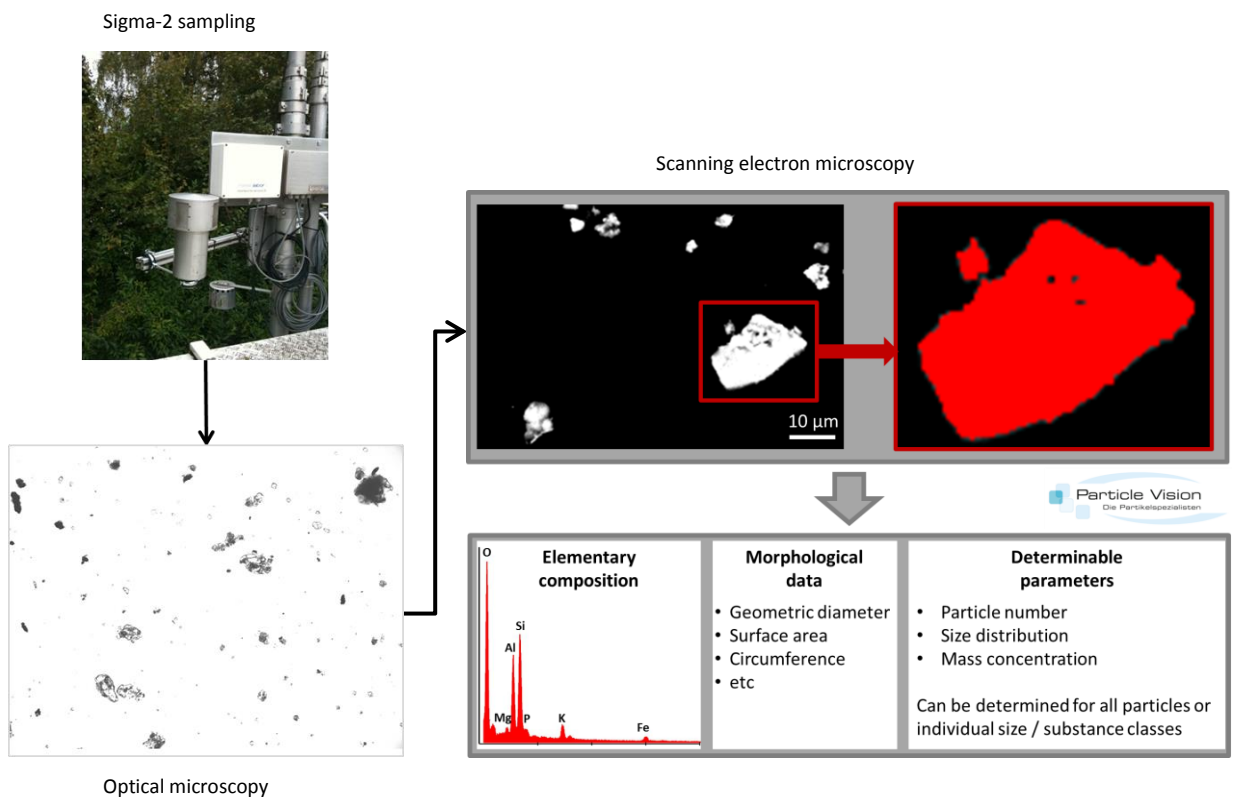 Sigma-2 sampling
Scanning electron microscopy
10 µm
Particle Vision
Die Partikelspezialisten
Elementary
composition
O
Si
Al
Mg
P
K
Fe
Morphological
data
• Geometric diameter
• Surface area
• Circumference
• etc
Determinable
parameters
• Particle number
• Size distribution
• Mass concentration
Can be determined for all particles or
individual size / substance classes
Optical microscopy